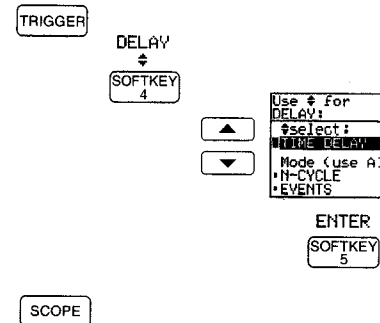 TRIGGER
DELAY
SOFTKEY
4
Use ♦ for
DELAY:
♦select:
TIME DELAY
Mode (use A)
▪N-CYCLE
▪EVENTS
ENTER
SOFTKEY
5
SCOPE